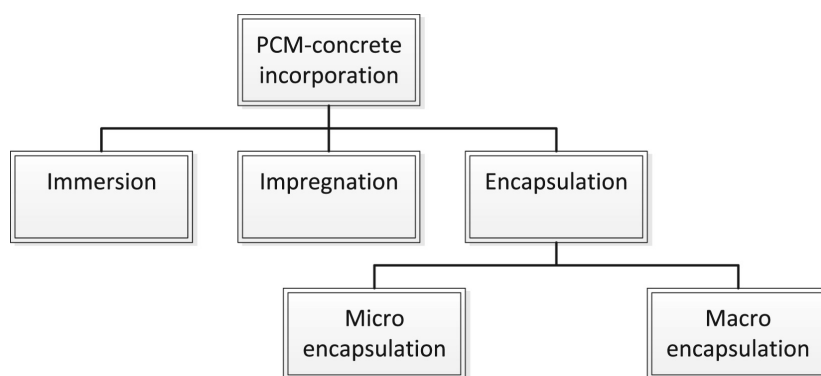 PCM-concrete
incorporation
Immersion
Impregnation
Encapsulation
Micro
encapsulation
Macro
encapsulation